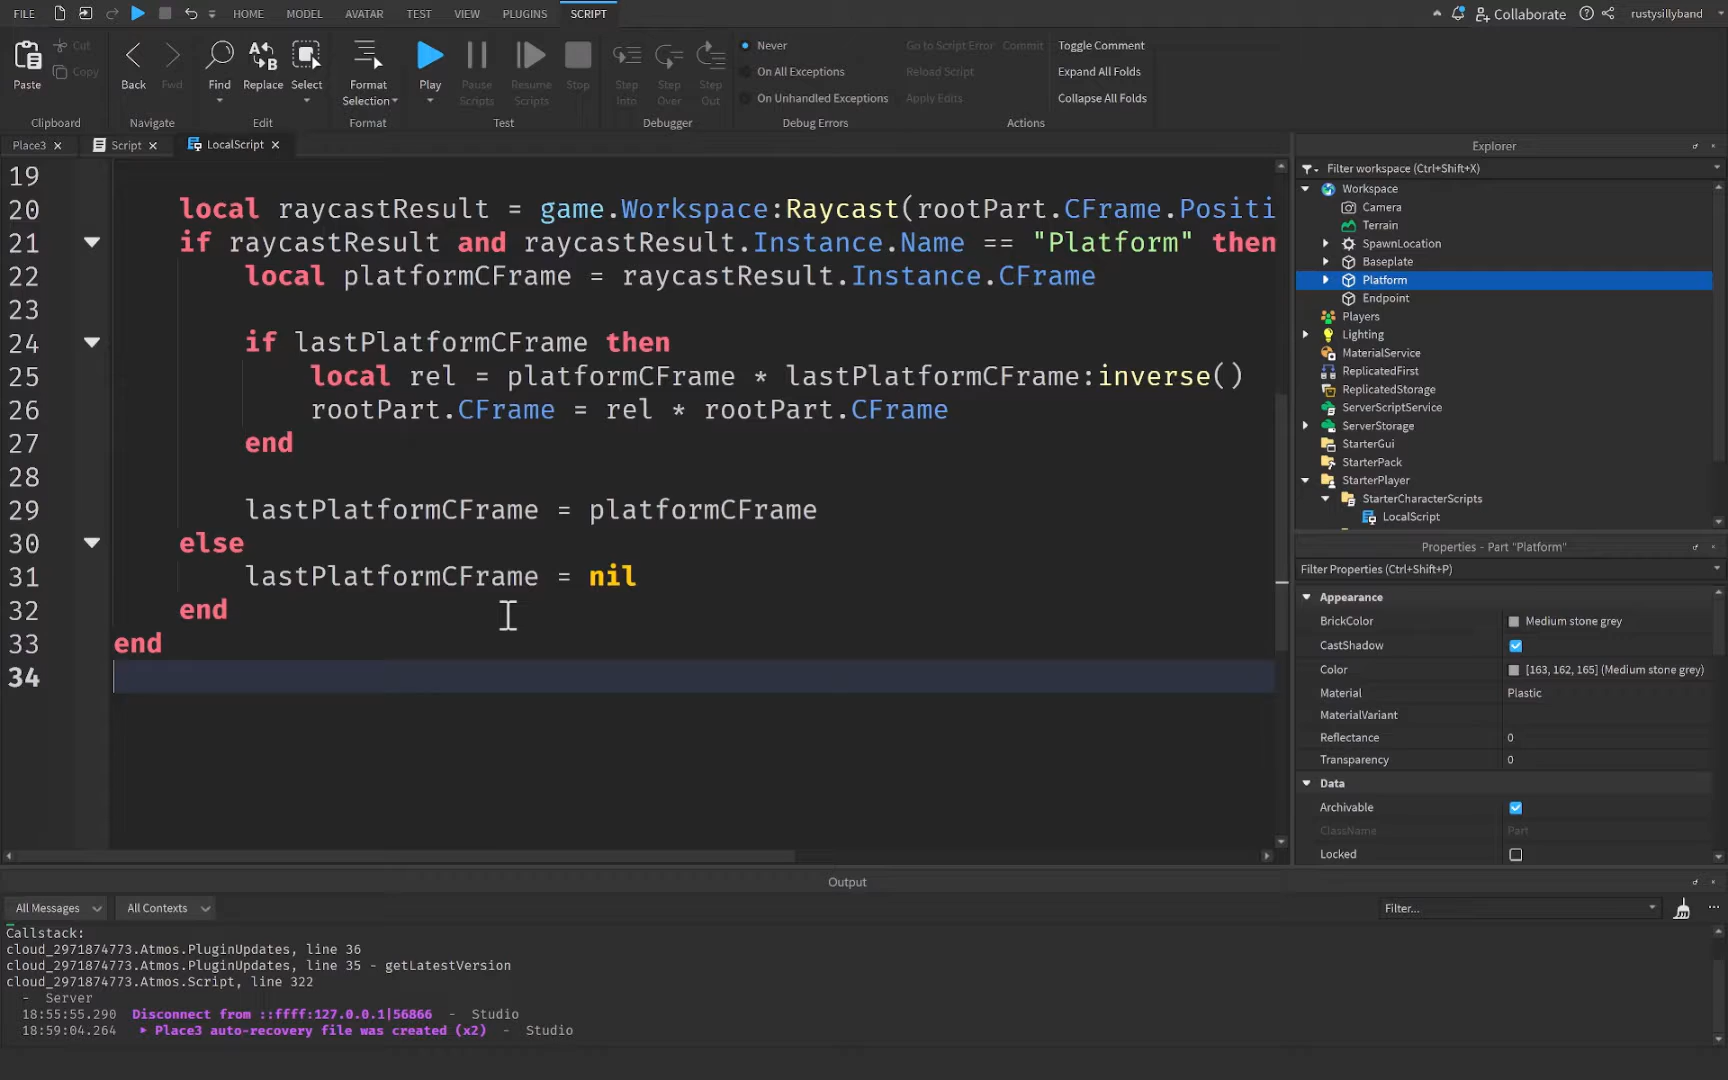 FILE HOME MODEL AVATAR TEST VIEW PLUGINS SCRIPT Collaborate rustysillyband
Paste Cut Copy Back Fwd Find Replace Select Format Selection Play Pause Scripts Resume Scripts Stop Step Into Step Over Step Out
Never Go to Script Error Commit Toggle Comment
On All Exceptions Reload Script Expand All Folds
On Unhandled Exceptions Apply Edits Collapse All Folds
Clipboard Navigate Edit Format Test Debugger Debug Errors Actions
Place3 Script LocalScript
19
20 local raycastResult = game.Workspace:Raycast(rootPart.CFrame.Positi
21 if raycastResult and raycastResult.Instance.Name == "Platform" then
22 local platformCFrame = raycastResult.Instance.CFrame
23
24 if lastPlatformCFrame then
25 local rel = platformCFrame * lastPlatformCFrame:inverse()
26 rootPart.CFrame = rel * rootPart.CFrame
27 end
28
29 lastPlatformCFrame = platformCFrame
30 else
31 lastPlatformCFrame = nil
32 end
33 end
34
Explorer
Filter workspace (Ctrl+Shift+X)
Workspace
Camera
Terrain
SpawnLocation
Baseplate
Platform
Endpoint
Players
Lighting
MaterialService
ReplicatedFirst
ReplicatedStorage
ServerScriptService
ServerStorage
StarterGui
StarterPack
StarterPlayer
StarterCharacterScripts
LocalScript
Properties - Part "Platform"
Filter Properties (Ctrl+Shift+P)
Appearance
BrickColor Medium stone grey
CastShadow
Color [163, 162, 165] (Medium stone grey)
Material Plastic
MaterialVariant
Reflectance 0
Transparency 0
Data
Archivable
ClassName Part
Locked
Output
All Messages All Contexts Filter...
Callstack:
cloud_2971874773.Atmos.PluginUpdates, line 36
cloud_2971874773.Atmos.PluginUpdates, line 35 - getLatestVersion
cloud_2971874773.Atmos.Script, line 322
- Server
18:55:55.290 Disconnect from ::ffff:127.0.0.1|56866 - Studio
18:59:04.264 Place3 auto-recovery file was created (x2) - Studio